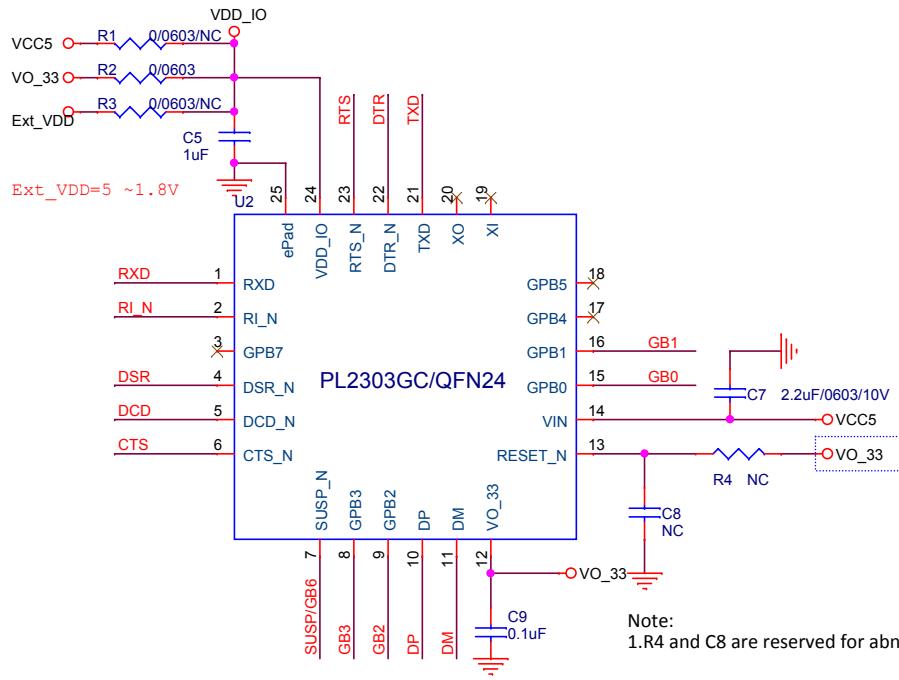 VDD_IO
VCC5 R1 0/0603/NC
VO_33 R2 0/0603
Ext_VDD R3 0/0603/NC
C5
1uF
RTS
DTR
TXD
Ext_VDD=5 ~1.8V
25 24 23 22 21 20 19
U2
ePad VDD_IO RTS_N DTR_N TXD XO XI
RXD 1 RXD
GPB5 18
RI_N 2 RI_N
GPB4 17
3 GPB7
GPB1 16 GB1
DSR 4 DSR_N
PL2303GC/QFN24
GPB0 15 GB0
C7 2.2uF/0603/10V
DCD 5 DCD_N
VIN 14 VCC5
CTS 6 CTS_N
RESET_N 13 VO_33
R4 NC
SUSP_N GPB3 GPB2 DP DM VO_33
C8
NC
7 8 9 10 11 12
VO_33
SUSP/GB6 GB3 GB2 DP DM
C9
0.1uF
Note:
1.R4 and C8 are reserved for abn